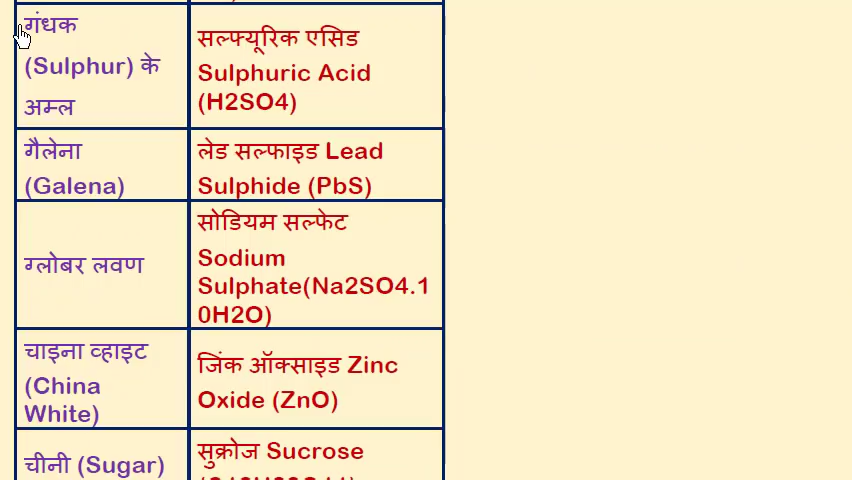 गंधक
(Sulphur) के
अम्ल
सल्फ्यूरिक एसिड
Sulphuric Acid
(H2SO4)
गैलेना
(Galena)
लेड सल्फाइड Lead
Sulphide (PbS)
ग्लोबर लवण
सोडियम सल्फेट
Sodium
Sulphate(Na2SO4.1
0H2O)
चाइना व्हाइट
(China
White)
जिंक ऑक्साइड Zinc
Oxide (ZnO)
चीनी (Sugar)
सुक्रोज Sucrose